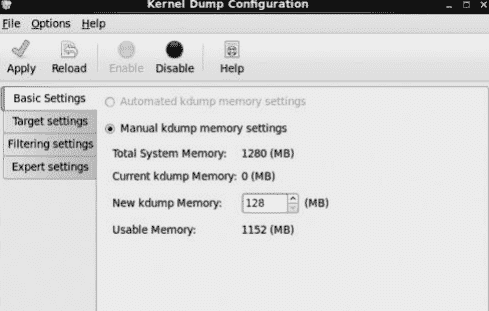 Kernel Dump Configuration
File Options Help
Apply Reload Enable Disable Help
Basic Settings
Target settings
Filtering settings
Expert settings
Automated kdump memory settings
Manual kdump memory settings
Total System Memory: 1280 (MB)
Current kdump Memory: 0 (MB)
New kdump Memory: 128 (MB)
Usable Memory: 1152 (MB)